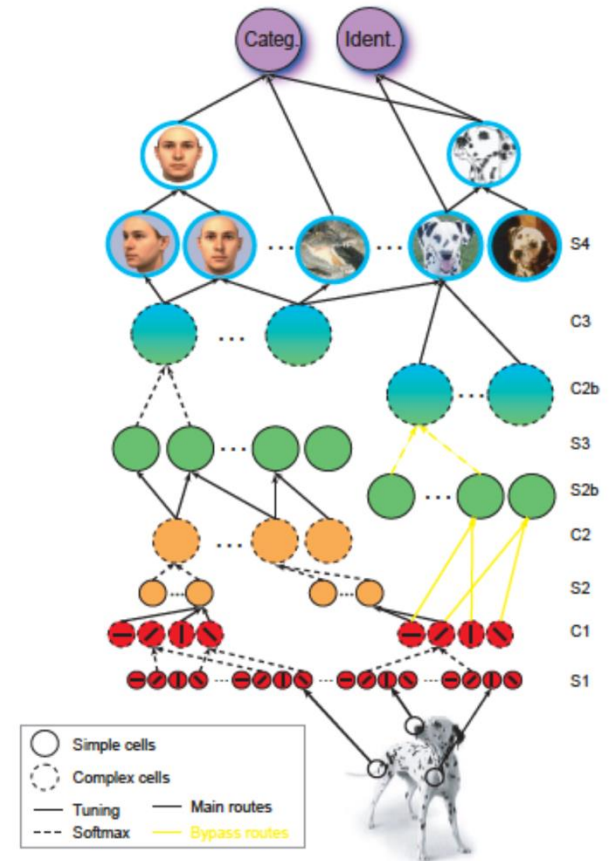 Categ. Ident.
S4
C3
C2b
S3
S2b
C2
S2
C1
S1
Simple cells
Complex cells
Tuning Main routes
Softmax Bypass routes